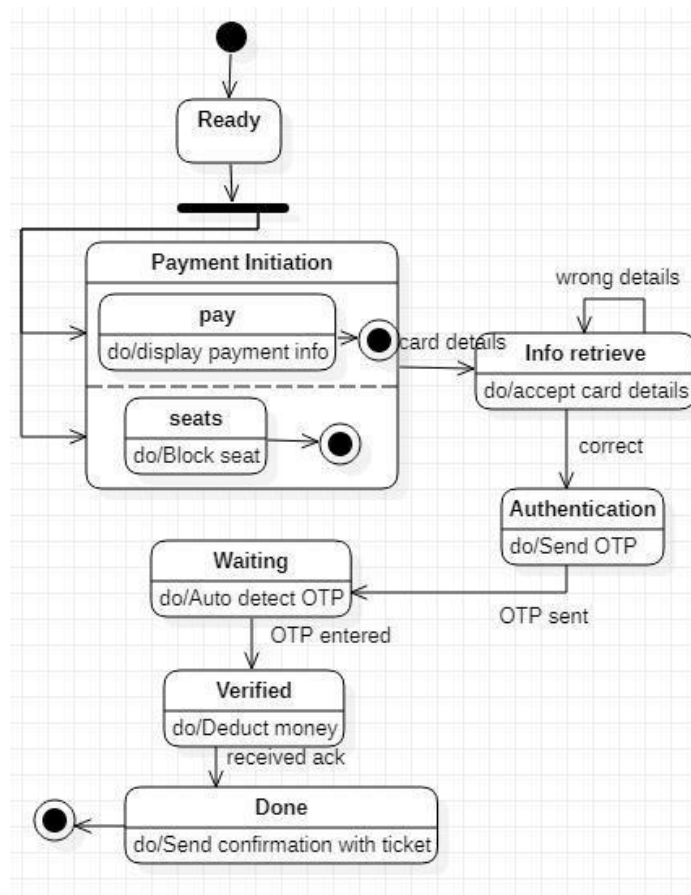 Ready
Payment Initiation
pay
do/display payment info
seats
do/Block seat
card details
wrong details
Info retrieve
do/accept card details
correct
Authentication
do/Send OTP
OTP sent
Waiting
do/Auto detect OTP
OTP entered
Verified
do/Deduct money
received ack
Done
do/Send confirmation with ticket